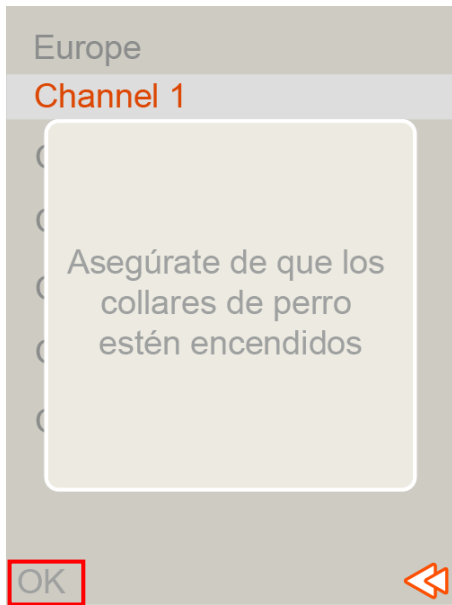 Europe
Channel 1
Asegúrate de que los
collares de perro
estén encendidos
OK